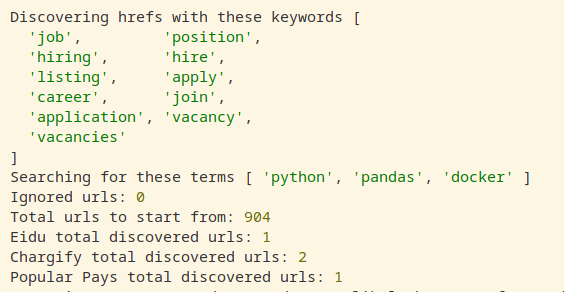 Discovering hrefs with these keywords [
  'job',         'position',
  'hiring',      'hire',
  'listing',     'apply',
  'career',      'join',
  'application', 'vacancy',
  'vacancies'
]
Searching for these terms [ 'python', 'pandas', 'docker' ]
Ignored urls: 0
Total urls to start from: 904
Eidu total discovered urls: 1
Chargify total discovered urls: 2
Popular Pays total discovered urls: 1